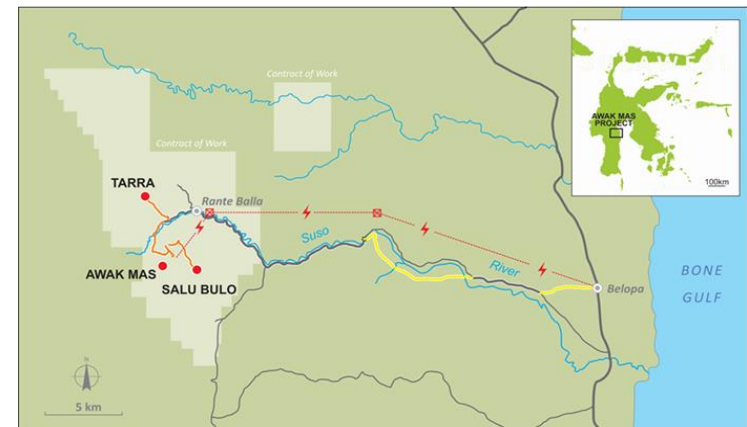 Contract of Work
Contract of Work
TARRA
Rante Balla
AWAK MAS
SALU BULO
Suso
River
Belopa
BONE
GULF
N
5 km
AWAK MAS
PROJECT
100km